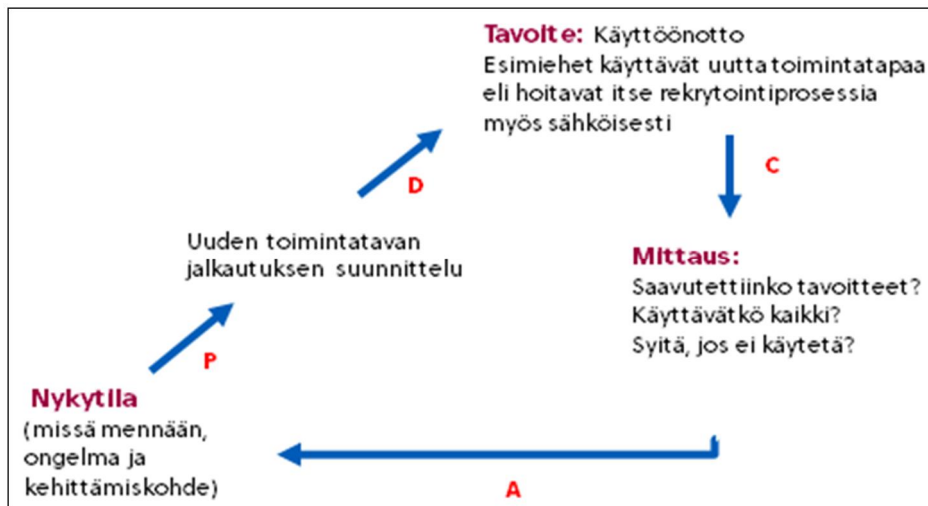 Tavoite: Käyttöönotto
Esimiehet käyttävät uutta toimintatapaa
eli hoitavat itse rekrytointiprosessia
myös sähköisesti
C
D
Uuden toimintatavan
jalkautuksen suunnittelu
Mittaus:
Saavutettiinko tavoitteet?
Käyttävätkö kaikki?
Syitä, jos ei käytetä?
P
Nykytila
(missä mennään,
ongelma ja
kehittämiskohde)
A